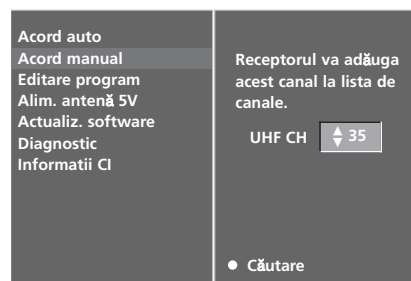 Acord auto
Acord manual
Editare program
Alim. antenă 5V
Actualiz. software
Diagnostic
Informatii CI
Receptorul va adăuga
acest canal la lista de
canale.
UHF CH 35
Căutare